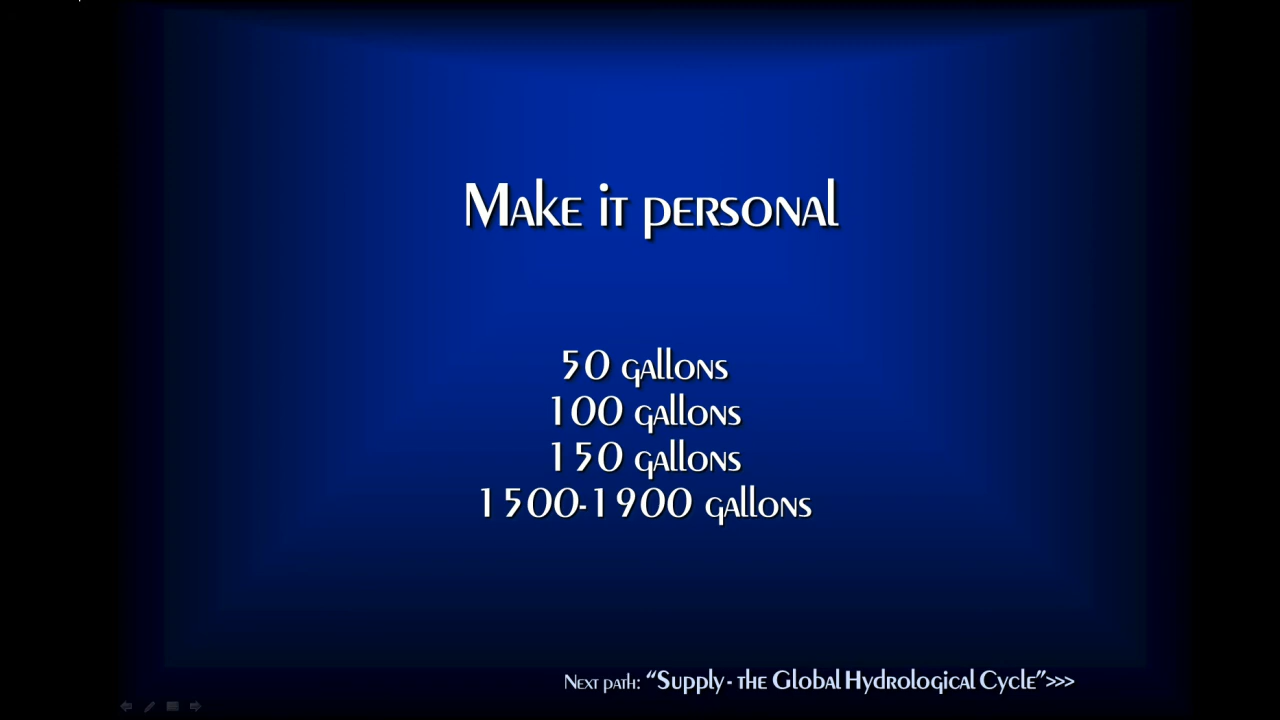 Make it personal
50 gallons
100 gallons
150 gallons
1500-1900 gallons
Next path: “Supply - the Global Hydrological Cycle”>>>